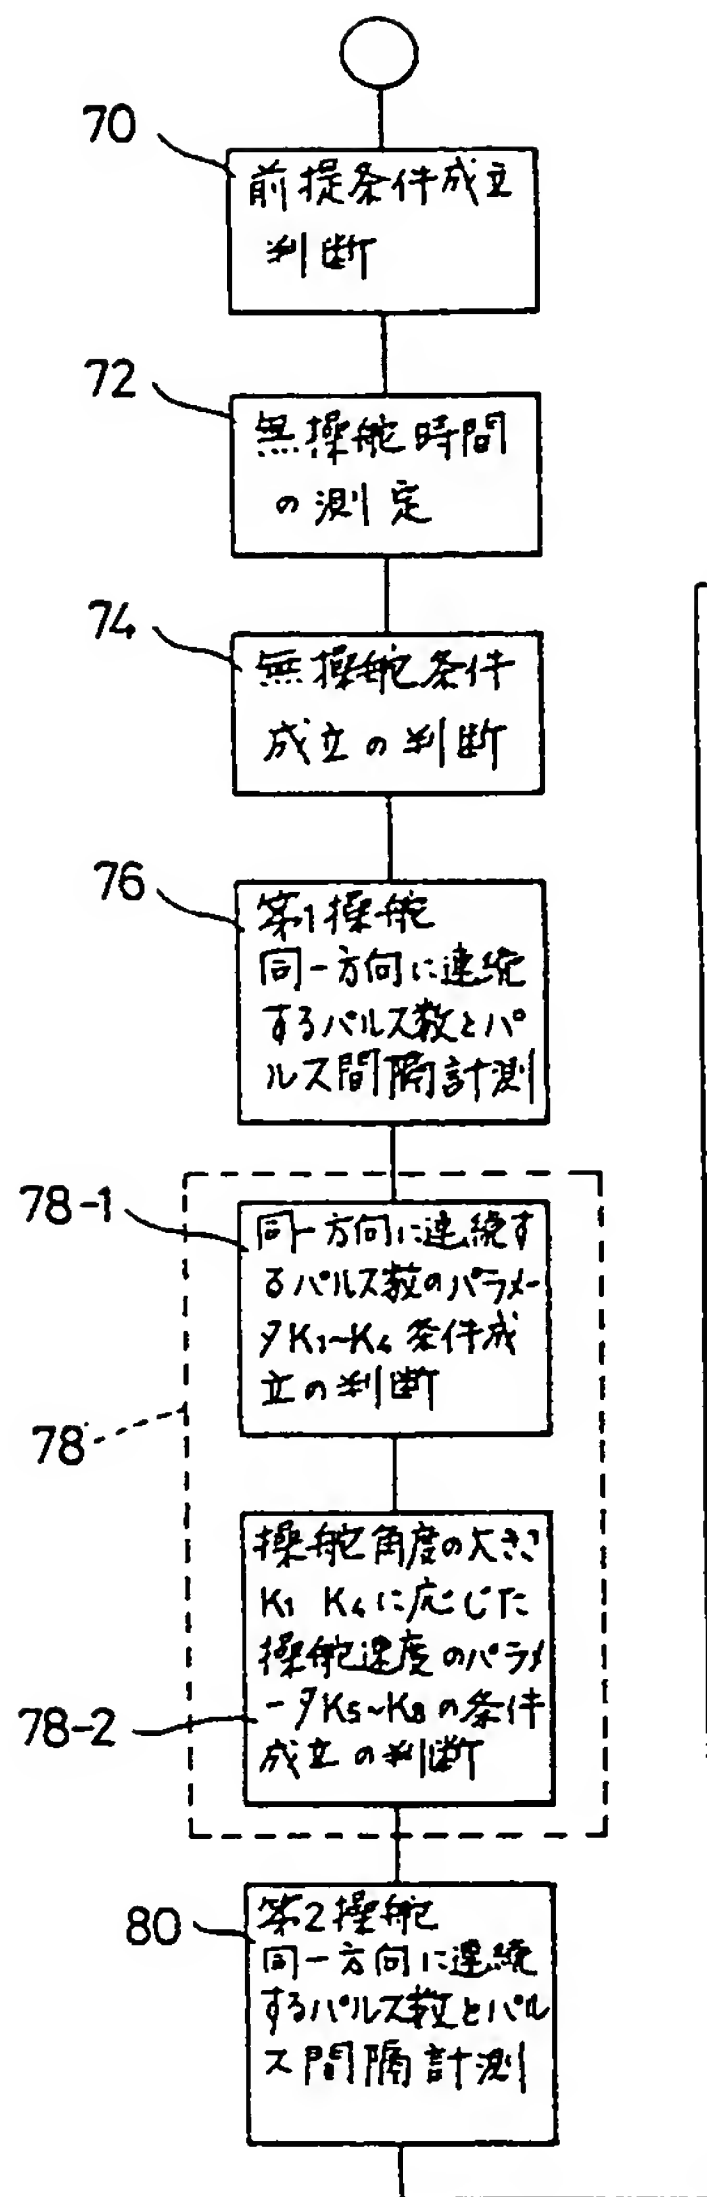 70
前提条件成立
判断
72
無操舵時間
の測定
74
無操舵条件
成立の判断
76
第1操舵
同一方向に連続
するパルス数とパ
ルス間隔計測
78-1
同一方向に連続す
るパルス数のパラメー
タK₁~K₄条件成
立の判断
78
操舵角度の大きさ
K₁ K₄に応じた
操舵速度のパラメ
ータK₅~K₈の条件
成立の判断
78-2
80
第2操舵
同一方向に連続
するパルス数とパル
ス間隔計測